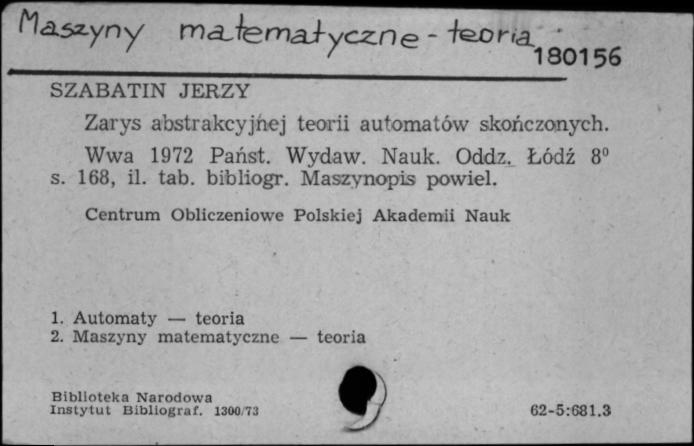 Maszyny matematyczne - teoria
180156
SZABATIN JERZY
Zarys abstrakcyjnej teorii automatów skończonych.
Wwa 1972 Państ. Wydaw. Nauk. Oddz. Łódź 8⁰
s. 168, il. tab. bibliogr. Maszynopis powiel.
Centrum Obliczeniowe Polskiej Akademii Nauk
1. Automaty — teoria
2. Maszyny matematyczne — teoria
Biblioteka Narodowa
Instytut Bibliograf. 1300/73
62-5:681.3